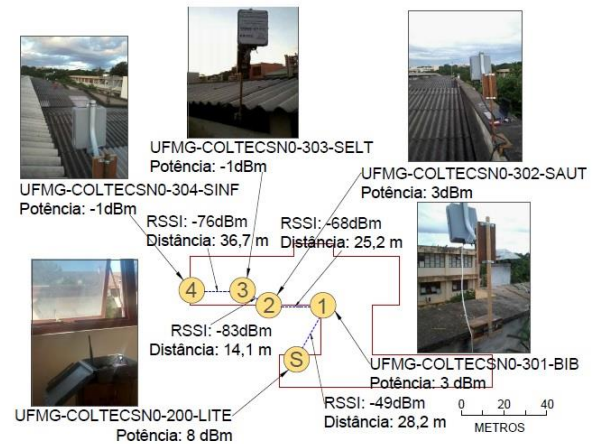 UFMG-COLTECSN0-303-SELT
Potência: -1dBm
UFMG-COLTECSN0-302-SAUT
Potência: 3dBm
UFMG-COLTECSN0-304-SINF
Potência: -1dBm
RSSI: -76dBm
Distância: 36,7 m
RSSI: -68dBm
Distância: 25,2 m
4
3
2
1
S
RSSI: -83dBm
Distância: 14,1 m
UFMG-COLTECSN0-301-BIB
Potência: 3 dBm
UFMG-COLTECSN0-200-LITE
Potência: 8 dBm
RSSI: -49dBm
Distância: 28,2 m
0 20 40
METROS